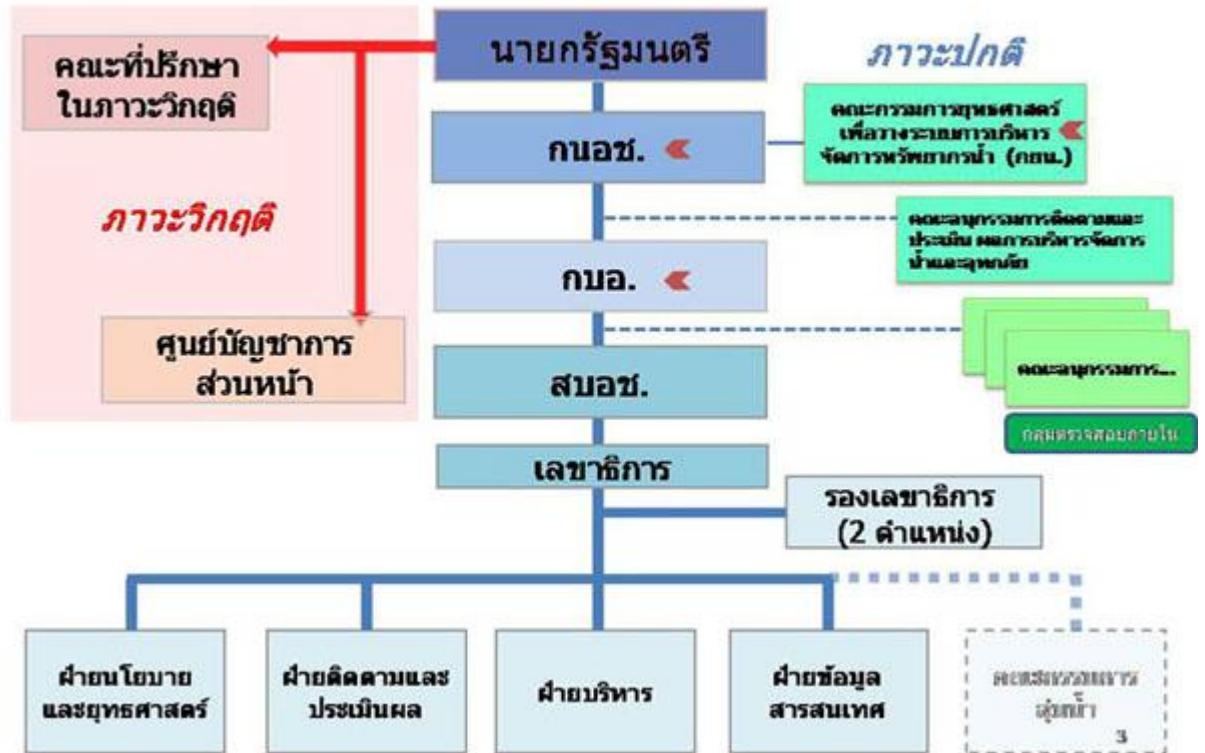 นายกรัฐมนตรี
ภาวะปกติ
คณะที่ปรึกษา
ในภาวะวิกฤติ
คณะกรรมการยุทธศาสตร์
เพื่อวางระบบการบริหาร
จัดการทรัพยากรน้ำ (กยน.)
กนอช.
ภาวะวิกฤติ
คณะอนุกรรมการติดตามและ
ประเมิน ผลการบริหารจัดการ
น้ำและอุทกภัย
กบอ.
ศูนย์บัญชาการ
ส่วนหน้า
คณะอนุกรรมการ...
สบอช.
กลุ่มตรวจสอบภายใน
เลขาธิการ
รองเลขาธิการ
(2 ตำแหน่ง)
ฝ่ายนโยบาย
และยุทธศาสตร์
ฝ่ายติดตามและ
ประเมินผล
ฝ่ายบริหาร
ฝ่ายข้อมูล
สารสนเทศ
คณะกรรมการ
ลุ่มน้ำ
3